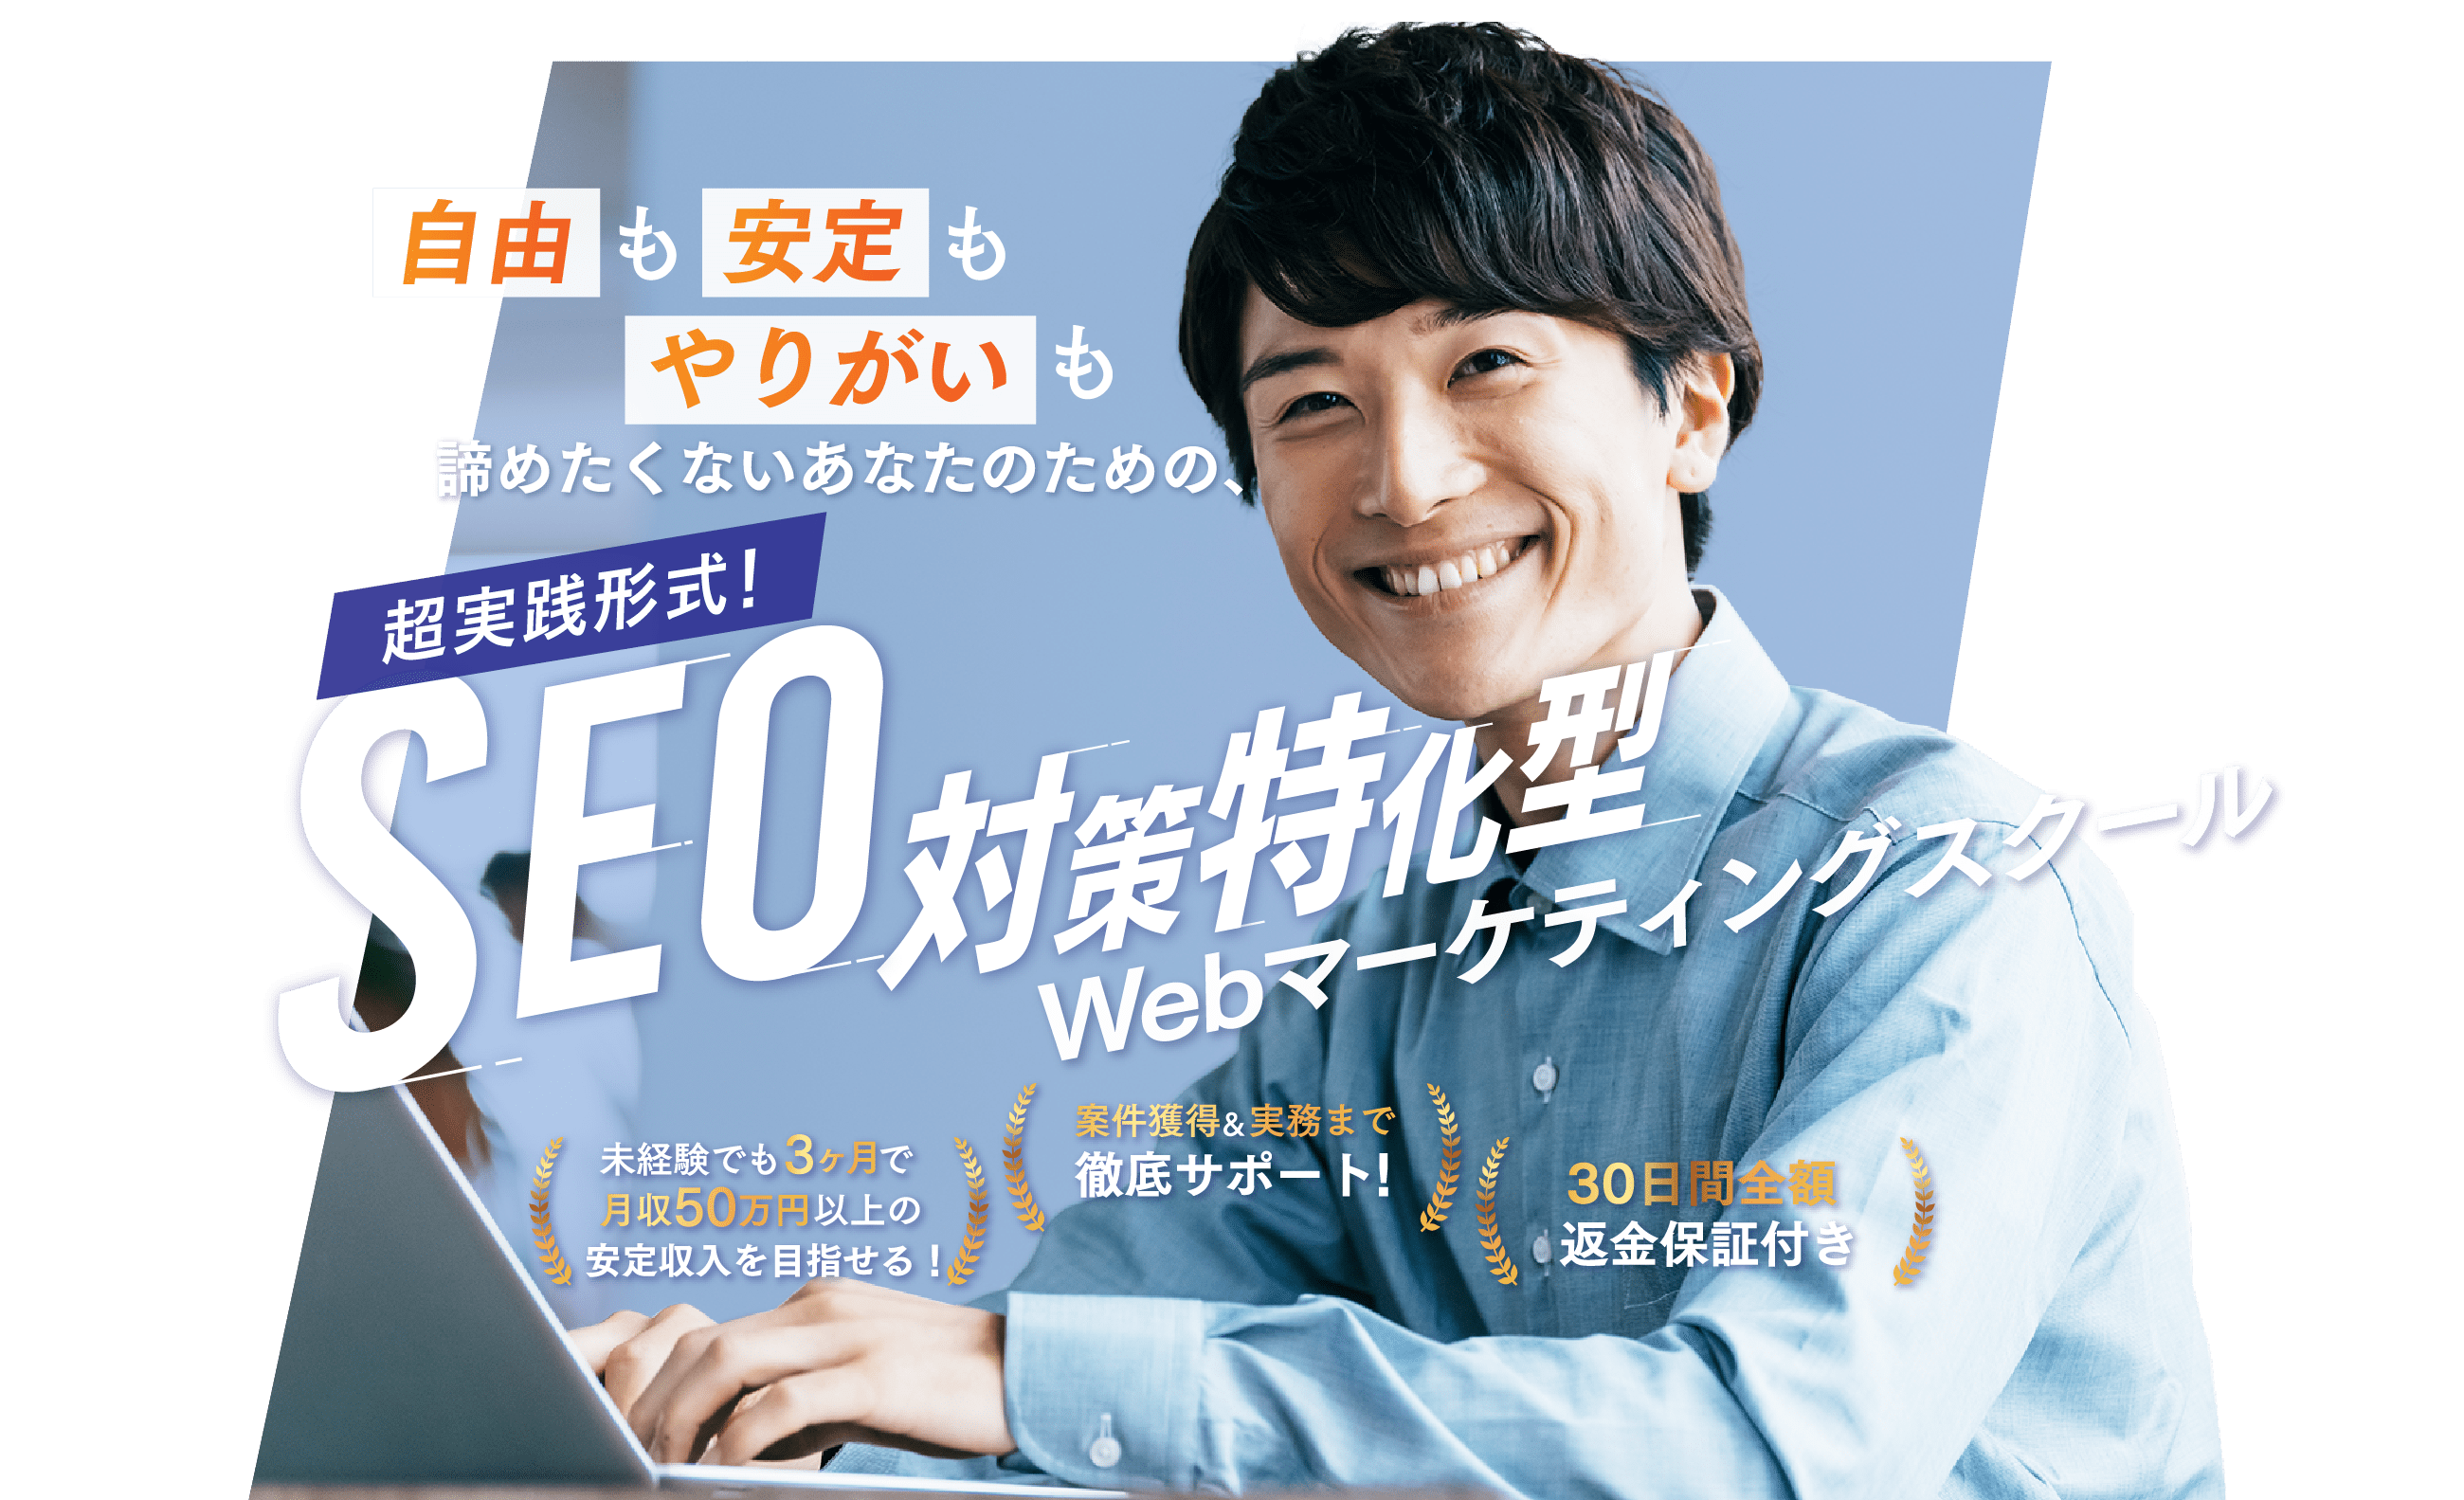 自由も安定も
やりがいも
諦めたくないあなたのための、
超実践形式！
SEO対策特化型
Webマーケティングスクール
未経験でも3ヶ月で
月収50万円以上の
安定収入を目指せる！
案件獲得&実務まで
徹底サポート！
30日間全額
返金保証付き